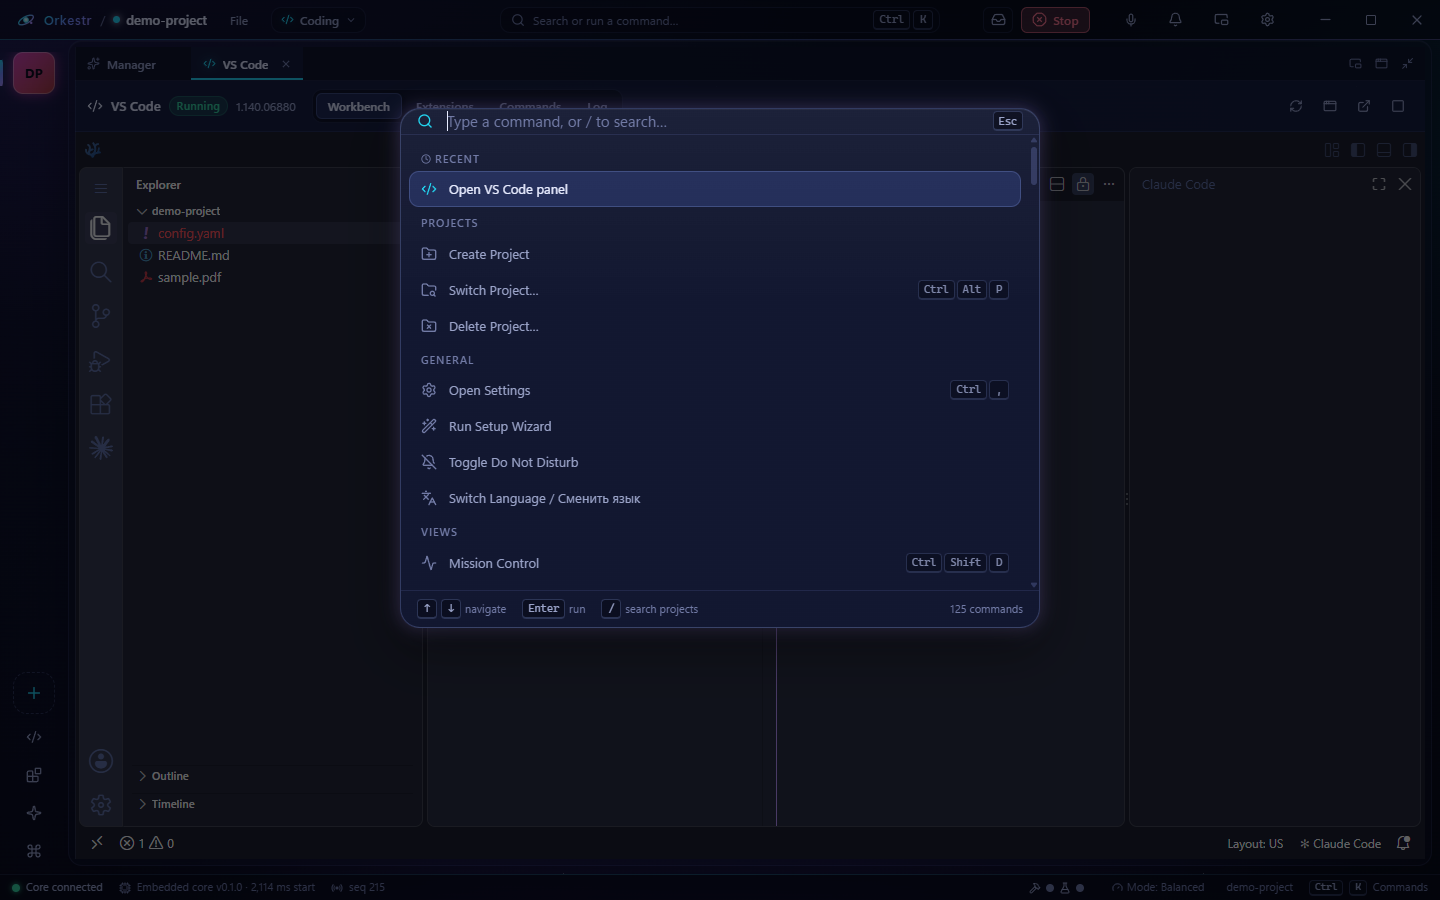 Orkestr / demo-project File Coding Search or run a command... Ctrl K Stop
DP
Manager VS Code
VS Code Running 1.140.06880 Workbench Extensions Commands Log
Type a command, or / to search... Esc
RECENT
Open VS Code panel
PROJECTS
Create Project
Switch Project... Ctrl Alt P
Delete Project...
GENERAL
Open Settings Ctrl ,
Run Setup Wizard
Toggle Do Not Disturb
Switch Language / Сменить язык
VIEWS
Mission Control Ctrl Shift D
↑ ↓ navigate Enter run / search projects 125 commands
Explorer
demo-project
! config.yaml
README.md
sample.pdf
Outline
Timeline
Claude Code
1 0 Layout: US Claude Code
Core connected Embedded core v0.1.0 · 2,114 ms start seq 215 Mode: Balanced demo-project Ctrl K Commands